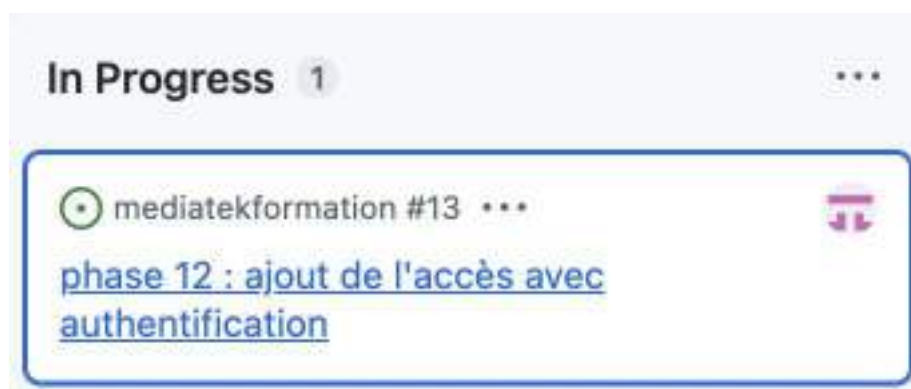 In Progress 1 ...
mediatekformation #13 ...
phase 12 : ajout de l'accès avec
authentification